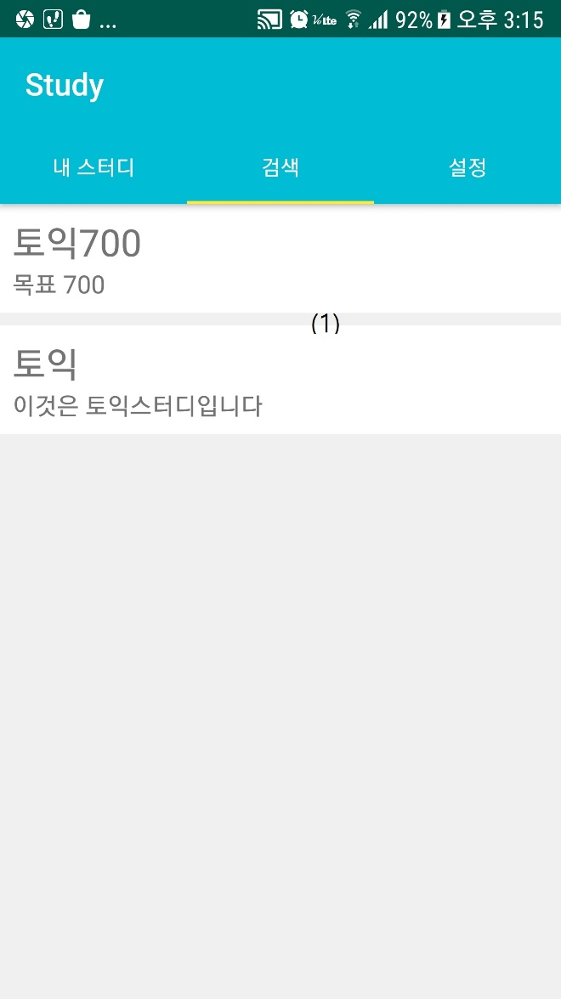 ... VoLTE 92% 오후 3:15
Study
내 스터디 검색 설정
토익700
목표 700
(1)
토익
이것은 토익스터디입니다